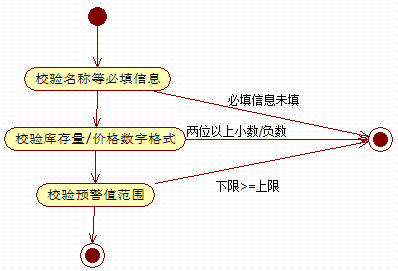 校验名称等必填信息
必填信息未填
校验库存量/价格数字格式
两位以上小数/负数
校验预警值范围
下限>=上限